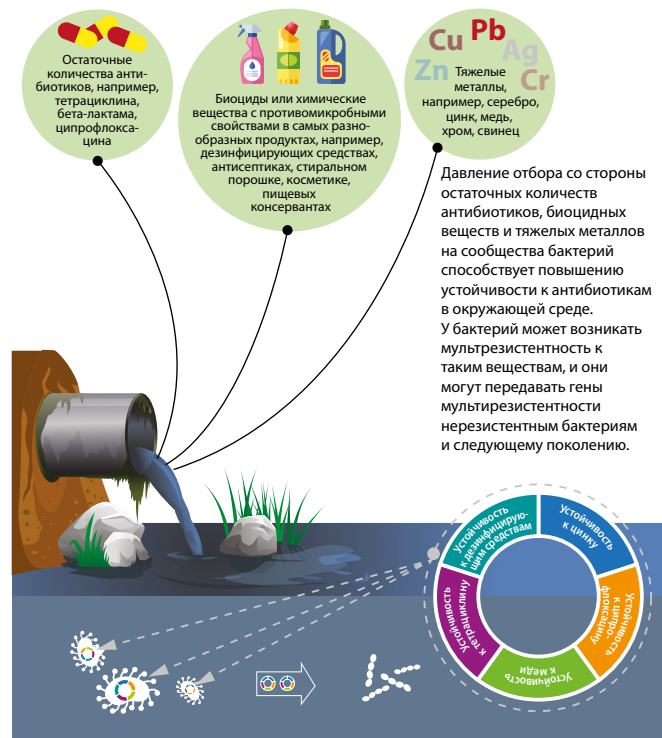 Остаточные
количества анти-
биотиков, например,
тетрациклина,
бета-лактама,
ципрофлокса-
цина
Биоциды или химические
вещества с противомикробными
свойствами в самых разно-
образных продуктах, например,
дезинфицирующих средствах,
антисептиках, стиральном
порошке, косметике,
пищевых
консервантах
Cu Pb Ag
Zn Cr
Тяжелые
металлы,
например, серебро,
цинк, медь,
хром, свинец
Давление отбора со стороны
остаточных количеств
антибиотиков, биоцидных
веществ и тяжелых металлов
на сообщества бактерий
способствует повышению
устойчивости к антибиотикам
в окружающей среде.
У бактерий может возникать
мультрезистентность к
таким веществам, и они
могут передавать гены
мультирезистентности
нерезистентным бактериям
и следующему поколению.
Устойчивость
к дезинфицирую-
щим средствам
Устойчивость
к цинку
Устойчивость
к ципро-
флоксацину
Устойчивость
к меди
Устойчивость
к тетрациклину